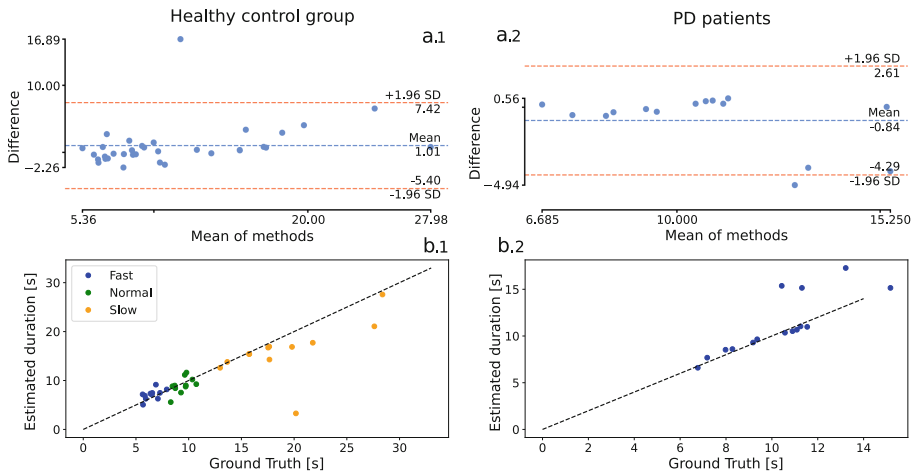 Healthy control group
a.1
16.89
10.00
−2.26
Difference
+1.96 SD
7.42
Mean
1.01
−5.40
−1.96 SD
5.36
20.00
27.98
Mean of methods
PD patients
a.2
0.56
−4.94
Difference
+1.96 SD
2.61
Mean
−0.84
−4.29
−1.96 SD
6.685
10.000
15.250
Mean of methods
b.1
Fast
Normal
Slow
30
20
10
0
Estimated duration [s]
0 5 10 15 20 25 30
Ground Truth [s]
b.2
15
10
5
0
Estimated duration [s]
0 2 4 6 8 10 12 14
Ground Truth [s]